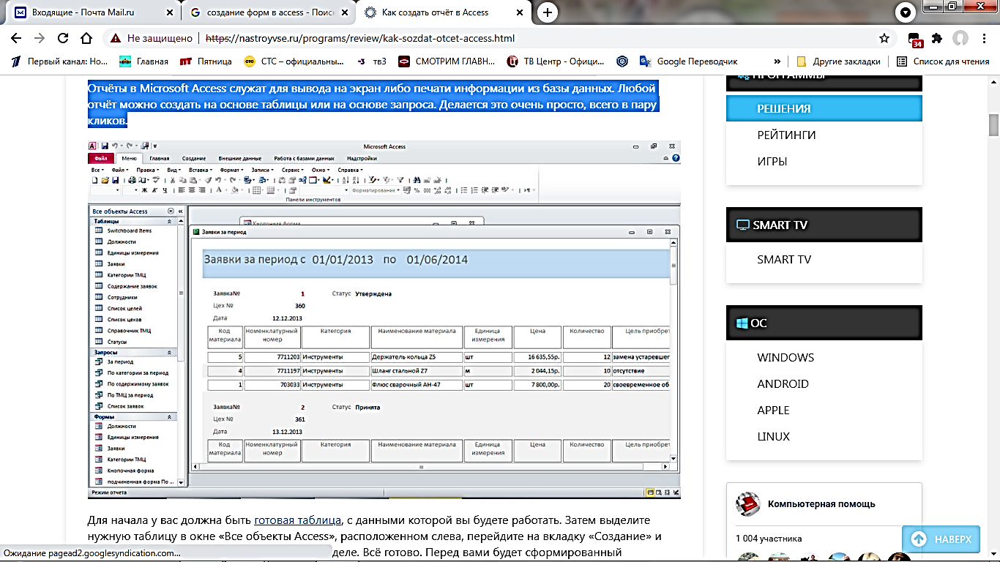 Входящие - Почта Mail.ru
создание форм в access - Поис
Как создать отчёт в Access
Не защищено
https://nastroyvse.ru/programs/review/kak-sozdat-otcet-access.html
34
Первый канал: Но...
Главная
Пятница
СТС – официальны...
тв3
СМОТРИМ ГЛАВН...
ТВ Центр - Офици...
Google Переводчик
»
Другие закладки
Список для чтения
Отчёты в Microsoft Access служат для вывода на экран либо печати информации из базы данных. Любой
отчёт можно создать на основе таблицы или на основе запроса. Делается это очень просто, всего в пару
кликов.
Microsoft Access
Файл Меню Главная Создание Внешние данные Работа с базами данных Надстройки
Все Файл Правка Вид Вставка Формат Записи Сервис Окно Справка
Ж К Ч
Форматирование
Панели инструментов
Все объекты Access
Таблицы
Switchboard Items
Должности
Единицы измерения
Заявки
Категории ТМЦ
Содержание заявок
Сотрудники
Список целей
Список цехов
Справочник ТМЦ
Статусы
Запросы
За период
По категории за период
По содержимому заявок
По ТМЦ за период
Список заявок
Формы
Должности
Единицы измерения
Заявки
Категории ТМЦ
Кнопочная форма
подчиненная форма По ...
Режим отчета
Кнопочная форма
Заявки за период
Заявки за период с 01/01/2013 по 01/06/2014
Заявка№ 1 Статус Утверждена
Цех № 360
Дата 12.12.2013
Код материала Номенклатурный номер Категория Наименование материала Единица измерения Цена Количество Цель приобрет
5 7711203 Инструменты Держатель кольца Z5 шт 16 635,55р. 12 замена устаревшег
4 7711197 Инструменты Шланг стальной Z7 м 2 044,15р. 10 отсутствие
1 703033 Инструменты Флюс сварочный АН-47 шт 7 800,00р. 20 своевременное об
Заявка№ 2 Статус Принята
Цех № 361
Дата 13.12.2013
Код материала Номенклатурный номер Категория Наименование материала Единица измерения Цена Количество Цель приобрет
Для начала у вас должна быть готовая таблица, с данными которой вы будете работать. Затем выделите
нужную таблицу в окне «Все объекты Access», расположенном слева, перейдите на вкладку «Создание» и
деле. Всё готово. Перед вами будет сформированный
Ожидание pagead2.googlesyndication.com...
ПРОГРАММЫ
РЕШЕНИЯ
РЕЙТИНГИ
ИГРЫ
SMART TV
SMART TV
ОС
WINDOWS
ANDROID
APPLE
LINUX
Компьютерная помощь
1 004 участника
НАВЕРХ